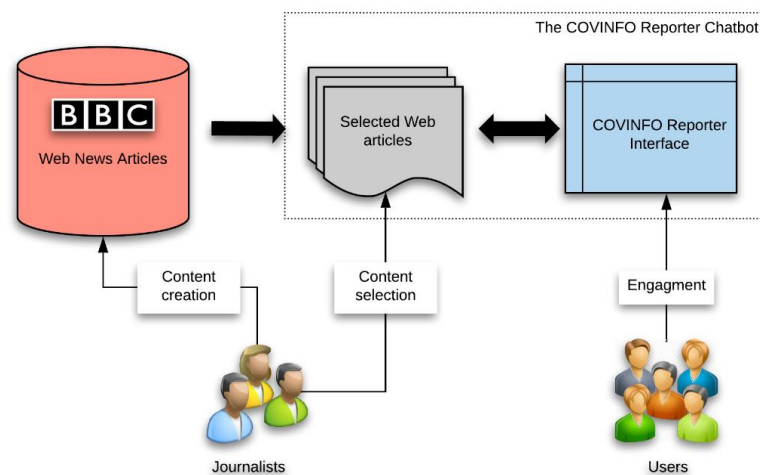 The COVINFO Reporter Chatbot
BBC
Web News Articles
Selected Web
articles
COVINFO Reporter
Interface
Content
creation
Content
selection
Engagment
Journalists
Users